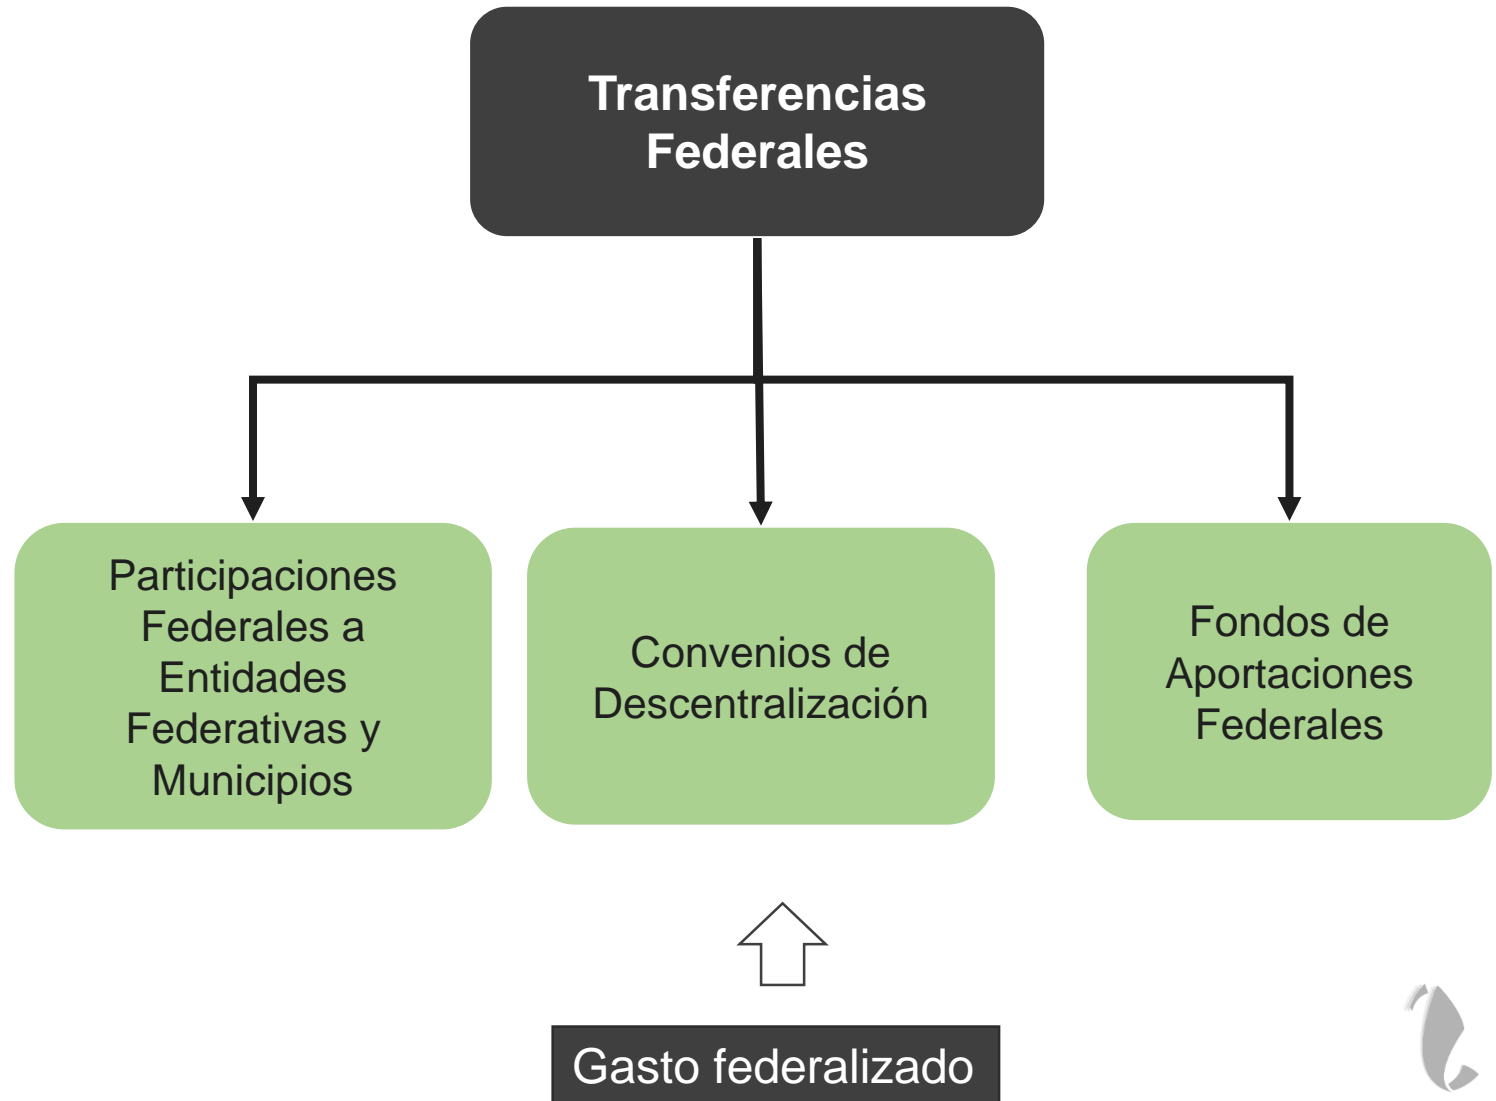 Transferencias
Federales
Participaciones
Federales a
Entidades
Federativas y
Municipios
Convenios de
Descentralización
Fondos de
Aportaciones
Federales
Gasto federalizado